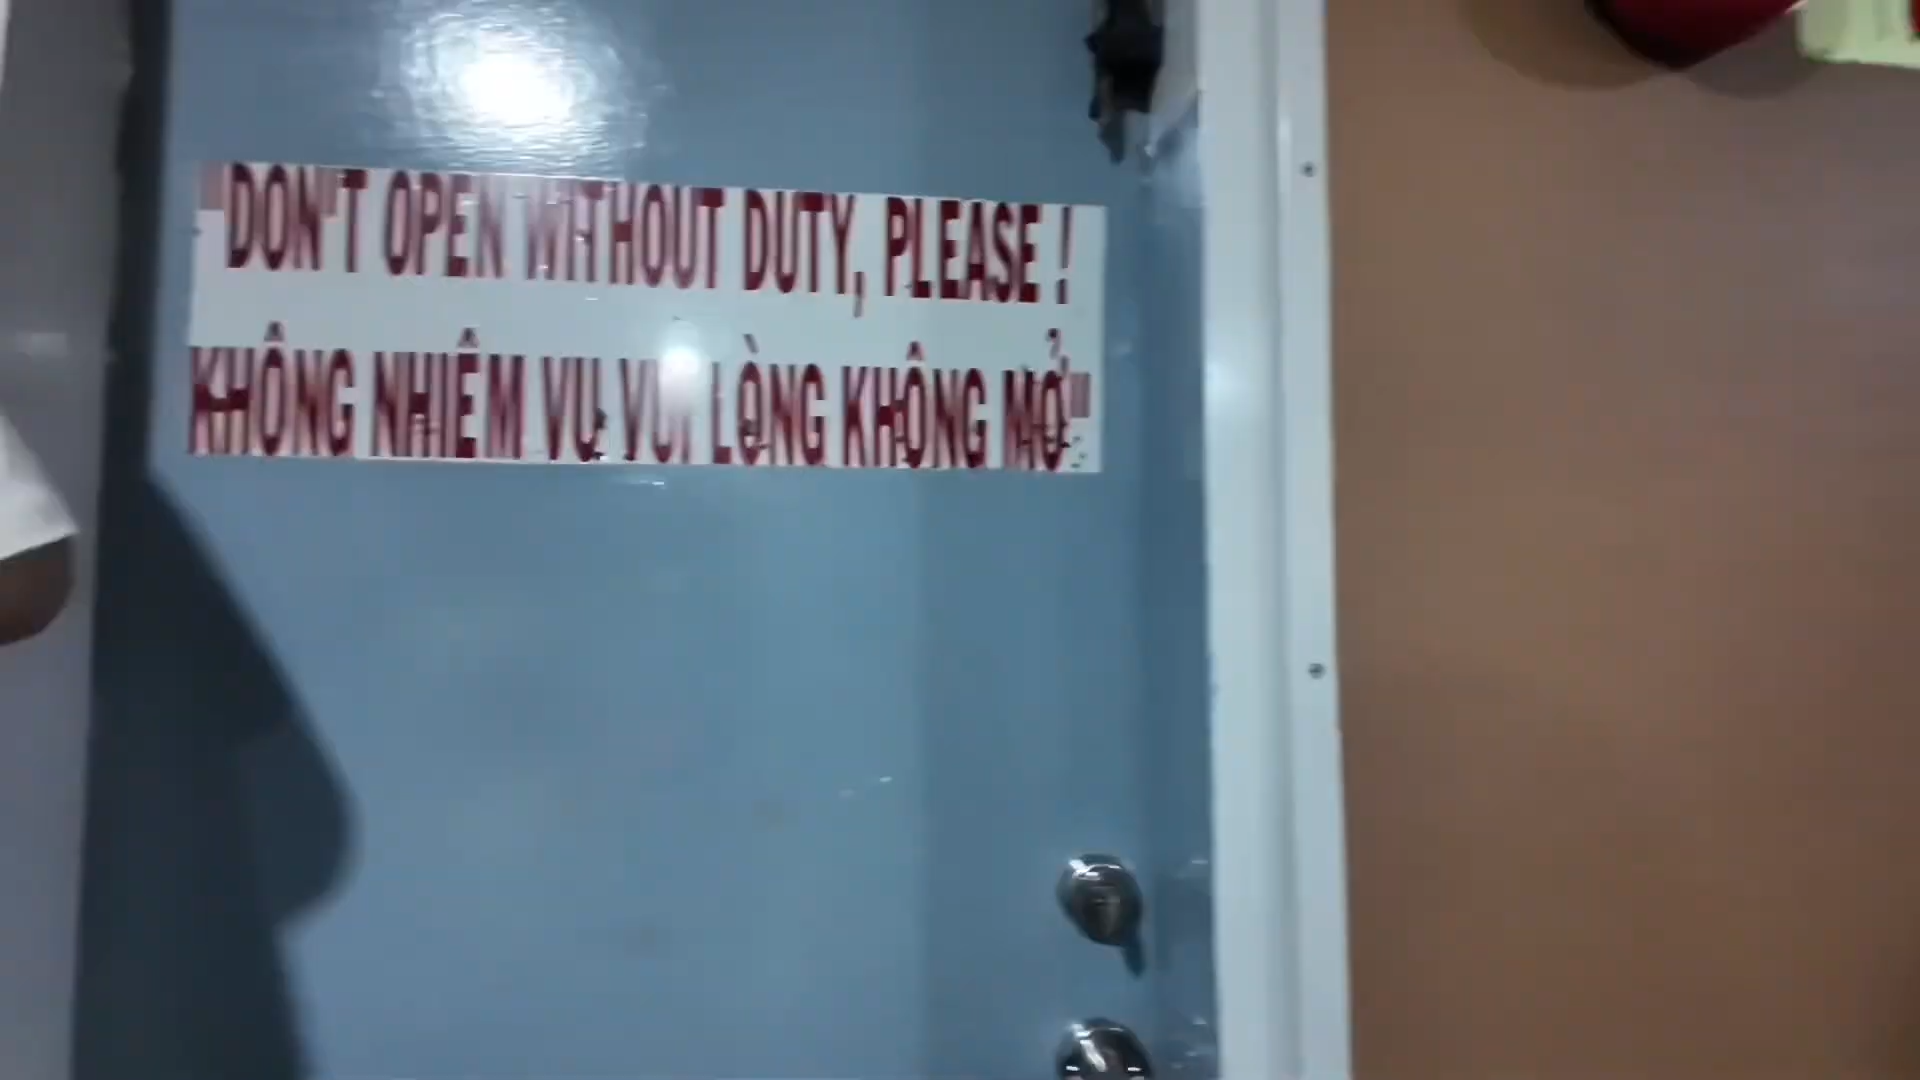 "DON'T OPEN WITHOUT DUTY, PLEASE !
KHÔNG NHIỆM VỤ VUI LÒNG KHÔNG MỞ"